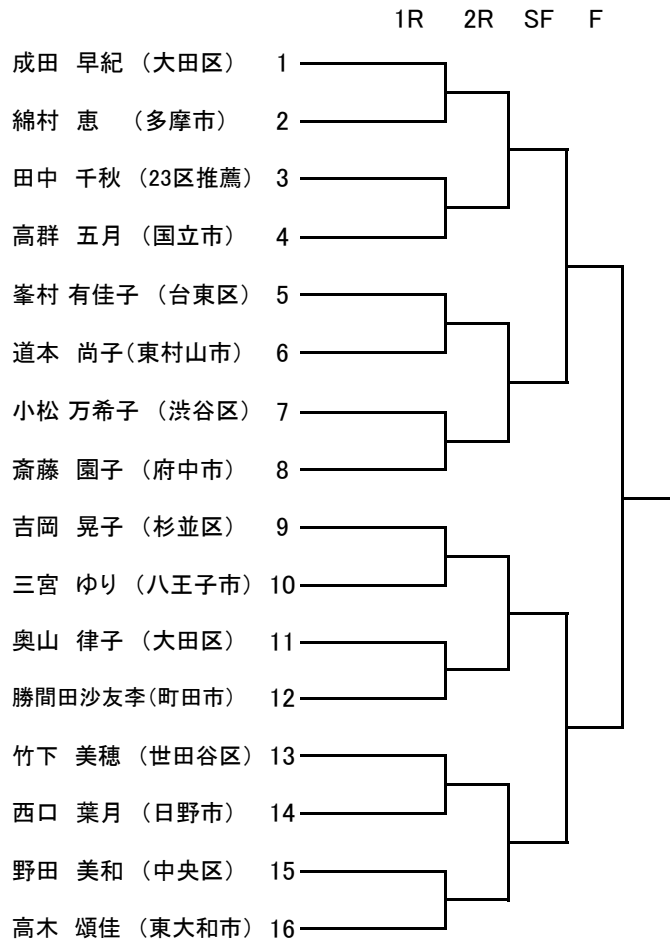 1R 2R SF F
成田 早紀 (大田区) 1
綿村 恵 (多摩市) 2
田中 千秋 (23区推薦) 3
高群 五月 (国立市) 4
峯村 有佳子 (台東区) 5
道本 尚子(東村山市) 6
小松 万希子 (渋谷区) 7
斎藤 園子 (府中市) 8
吉岡 晃子 (杉並区) 9
三宮 ゆり (八王子市) 10
奥山 律子 (大田区) 11
勝間田沙友李(町田市) 12
竹下 美穂 (世田谷区) 13
西口 葉月 (日野市) 14
野田 美和 (中央区) 15
高木 頌佳 (東大和市) 16